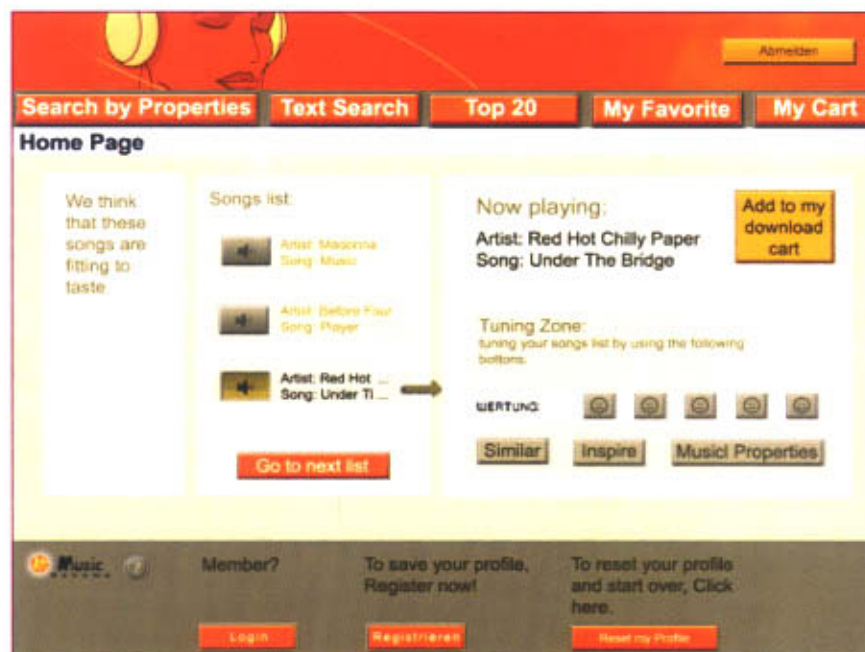 Abmelden
Search by Properties Text Search Top 20 My Favorite My Cart
Home Page
We think
that these
songs are
fitting to
taste
Songs list:
Artist: Madonna
Song: Music
Artist: Before Four
Song: Player
Artist: Red Hot ...
Song: Under Ti ...
Go to next list
Now playing:
Artist: Red Hot Chilly Paper
Song: Under The Bridge
Add to my
download
cart
Tuning Zone:
tuning your songs list by using the following
buttons.
WERTUNG:
Similar Inspire Musicl Properties
Music
Member?
Login
To save your profile,
Register now!
Registrieren
To reset your profile
and start over, Click
here.
Reset my Profile